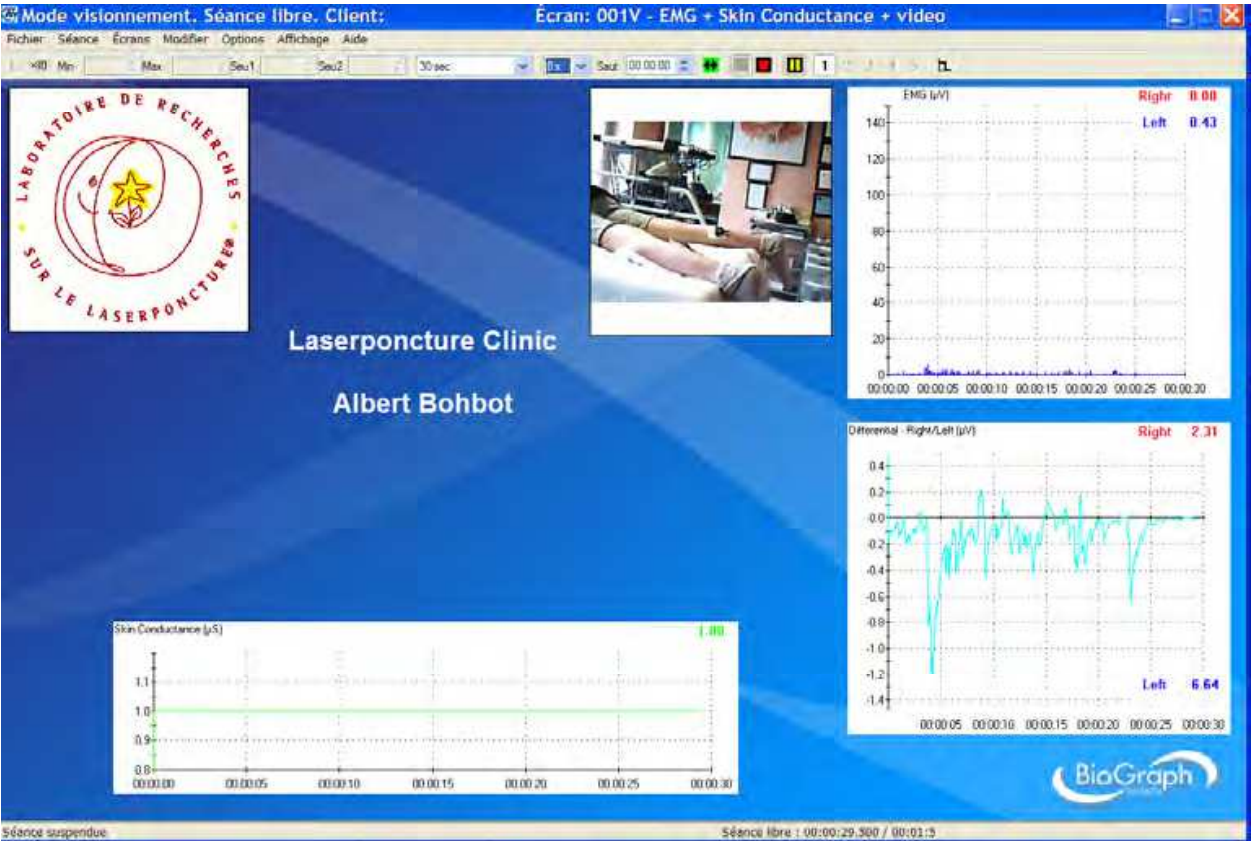 Mode visionnement. Séance libre. Client: Écran: 001V - EMG + Skin Conductance + video
Fichier Séance Écrans Modifier Options Affichage Aide
Min Max Seu1 Seu2 30 sec Saut 00:00:00 1
LABORATOIRE DE RECHERCHES
SUR LE LASERPONCTURE
Laserponcture Clinic
Albert Bohbot
EMG (µV)
Right 0.00
Left 0.43
140
120
100
80
60
40
20
0
00:00:00 00:00:05 00:00:10 00:00:15 00:00:20 00:00:25 00:00:30
Right/Left (µV)
Right 2.31
0.4
0.2
0.0
-0.2
-0.4
-0.6
-0.8
-1.0
-1.2
-1.4
Left 6.64
00:00:05 00:00:10 00:00:15 00:00:20 00:00:25 00:00:30
Skin Conductance (µS)
1.00
1.1
1.0
0.9
0.8
00:00:00 00:00:05 00:00:10 00:00:15 00:00:20 00:00:25 00:00:30
BioGraph
Séance suspendue
Séance libre : 00:00:29.300 / 00:01:5